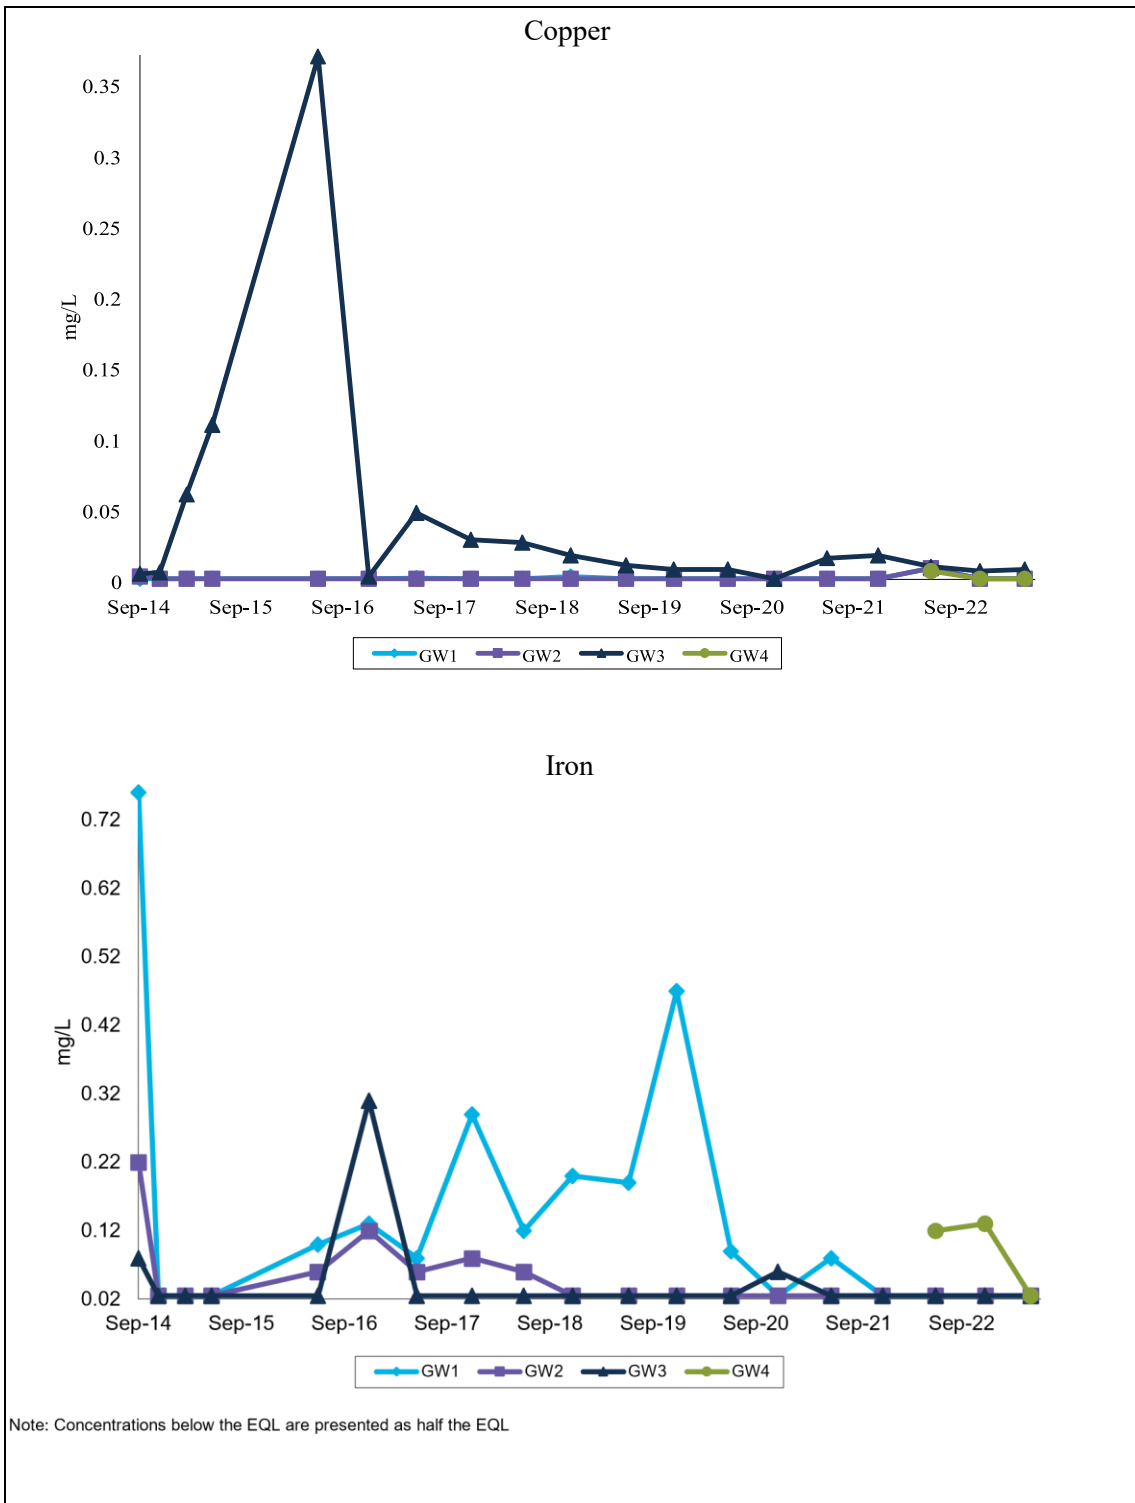 Copper
0.35
0.3
0.25
0.2
0.15
0.1
0.05
0
mg/L
Sep-14 Sep-15 Sep-16 Sep-17 Sep-18 Sep-19 Sep-20 Sep-21 Sep-22
GW1 GW2 GW3 GW4
Iron
0.72
0.62
0.52
0.42
0.32
0.22
0.12
0.02
mg/L
Sep-14 Sep-15 Sep-16 Sep-17 Sep-18 Sep-19 Sep-20 Sep-21 Sep-22
GW1 GW2 GW3 GW4
Note: Concentrations below the EQL are presented as half the EQL